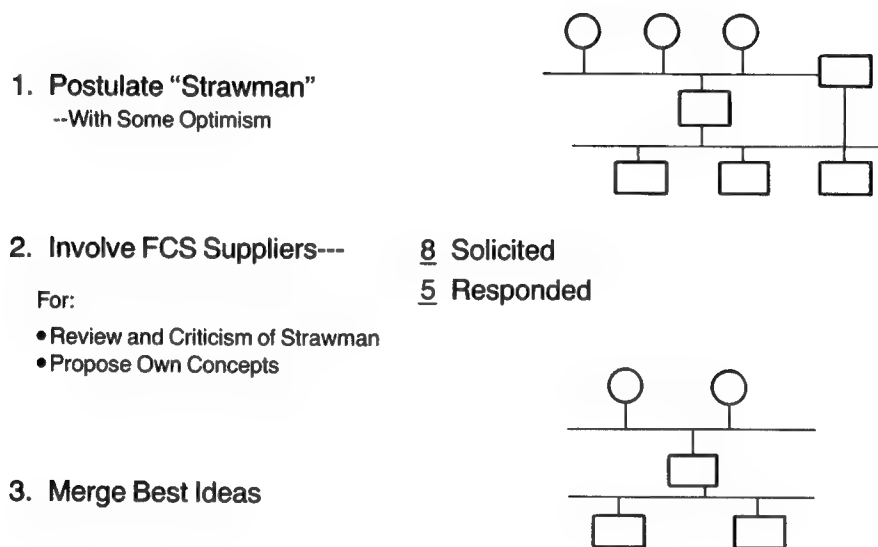 1. Postulate “Strawman”
--With Some Optimism
2. Involve FCS Suppliers---
8 Solicited
5 Responded
For:
• Review and Criticism of Strawman
• Propose Own Concepts
3. Merge Best Ideas